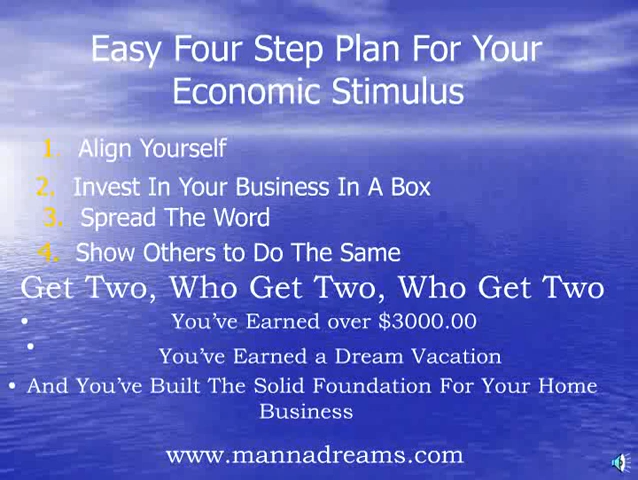 Easy Four Step Plan For Your
Economic Stimulus
1. Align Yourself
2. Invest In Your Business In A Box
3. Spread The Word
4. Show Others to Do The Same
Get Two, Who Get Two, Who Get Two
• You've Earned over $3000.00
• You've Earned a Dream Vacation
• And You've Built The Solid Foundation For Your Home
Business
www.mannadreams.com